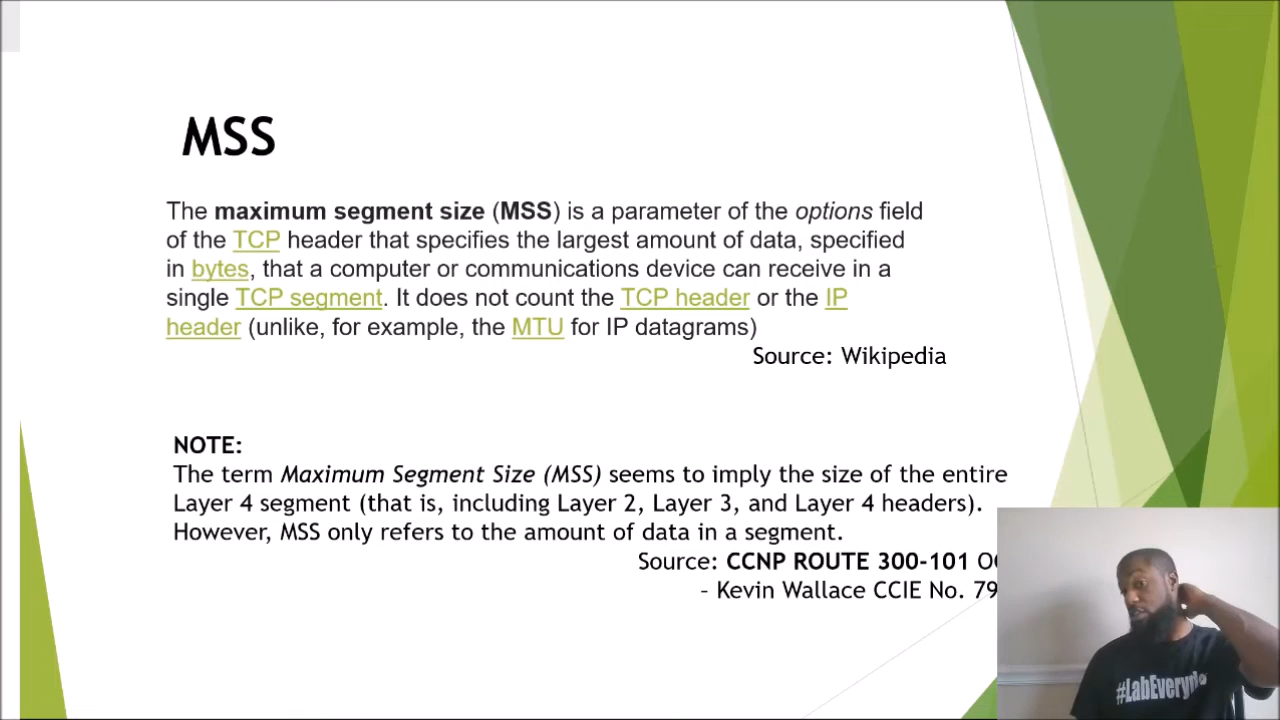 MSS
The maximum segment size (MSS) is a parameter of the options field
of the TCP header that specifies the largest amount of data, specified
in bytes, that a computer or communications device can receive in a
single TCP segment. It does not count the TCP header or the IP
header (unlike, for example, the MTU for IP datagrams)
Source: Wikipedia
NOTE:
The term Maximum Segment Size (MSS) seems to imply the size of the entire
Layer 4 segment (that is, including Layer 2, Layer 3, and Layer 4 headers).
However, MSS only refers to the amount of data in a segment.
Source: CCNP ROUTE 300-101
– Kevin Wallace CCIE No. 79